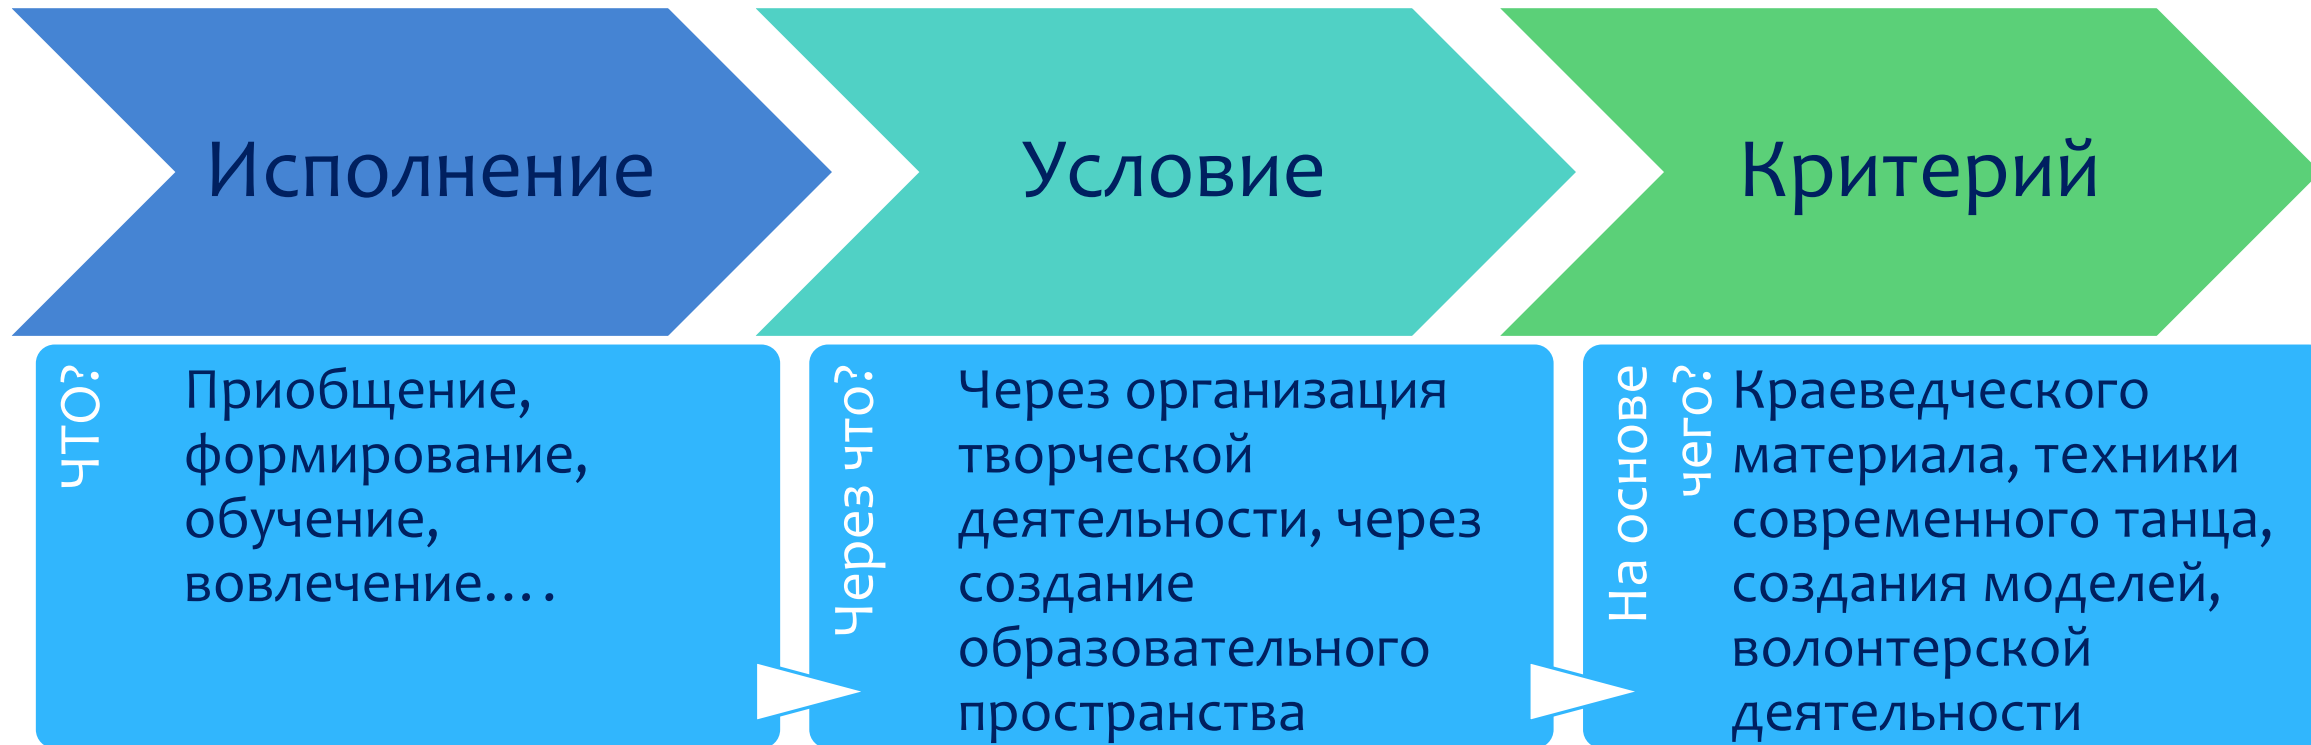 Исполнение
Условие
Критерий
ЧТО?
Приобщение,
формирование,
обучение,
вовлечение… .
Через что?
Через организация
творческой
деятельности, через
создание
образовательного
пространства
На основе
чего?
Краеведческого
материала, техники
современного танца,
создания моделей,
волонтерской
деятельности